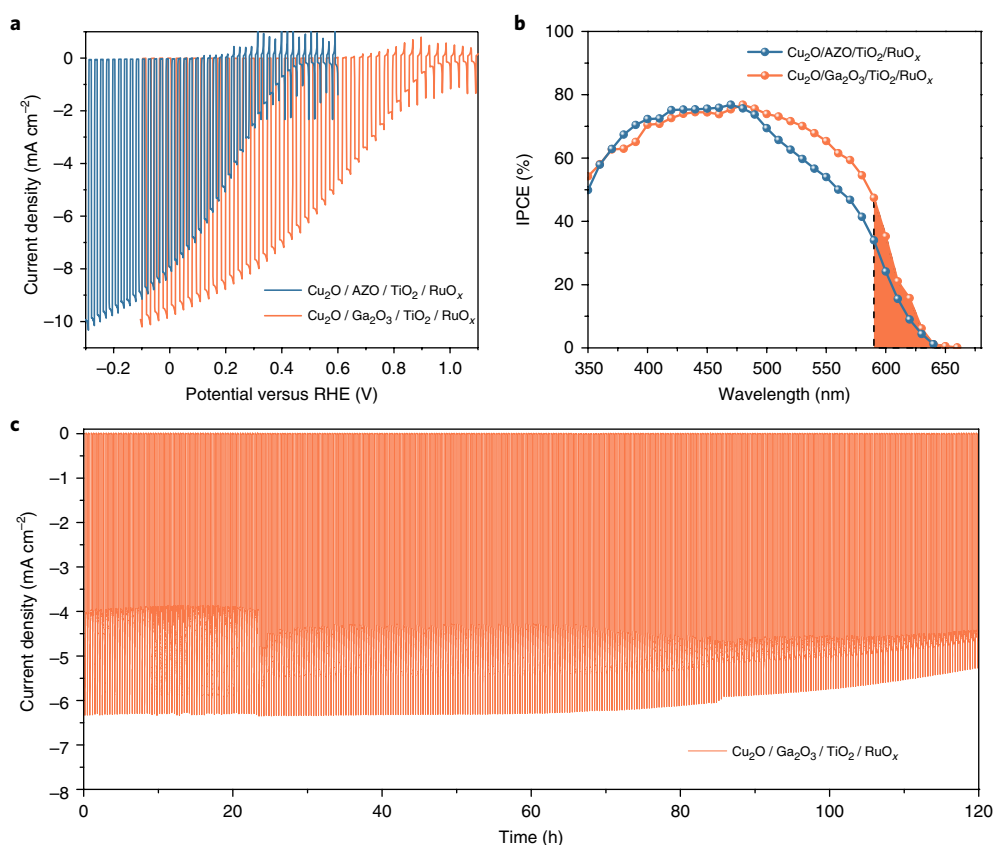 a
0
–2
–4
–6
–8
–10
Current density (mA cm⁻²)
Cu₂O / AZO / TiO₂ / RuOₓ
Cu₂O / Ga₂O₃ / TiO₂ / RuOₓ
–0.2 0 0.2 0.4 0.6 0.8 1.0
Potential versus RHE (V)
b
100
80
60
40
20
0
IPCE (%)
Cu₂O/AZO/TiO₂/RuOₓ
Cu₂O/Ga₂O₃/TiO₂/RuOₓ
350 400 450 500 550 600 650
Wavelength (nm)
c
0
–1
–2
–3
–4
–5
–6
–7
–8
Current density (mA cm⁻²)
Cu₂O / Ga₂O₃ / TiO₂ / RuOₓ
0 20 40 60 80 100 120
Time (h)